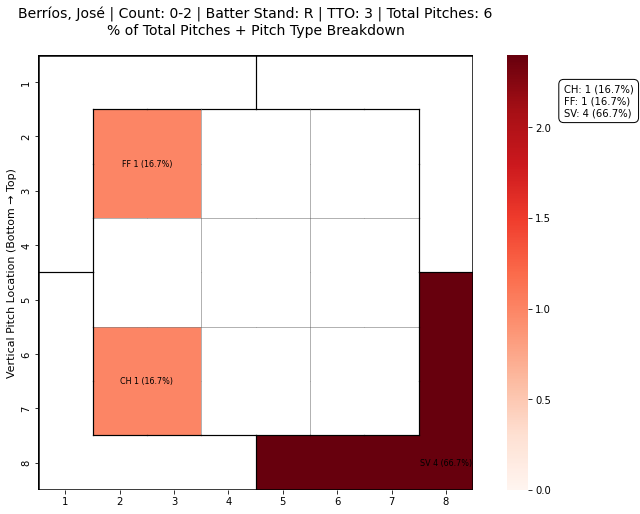 Berríos, José | Count: 0-2 | Batter Stand: R | TTO: 3 | Total Pitches: 6
% of Total Pitches + Pitch Type Breakdown
CH: 1 (16.7%)
FF: 1 (16.7%)
SV: 4 (66.7%)
Vertical Pitch Location (Bottom → Top)
1
2
3
4
5
6
7
8
FF 1 (16.7%)
CH 1 (16.7%)
SV 4 (66.7%)
1 2 3 4 5 6 7 8
2.0
1.5
1.0
0.5
0.0